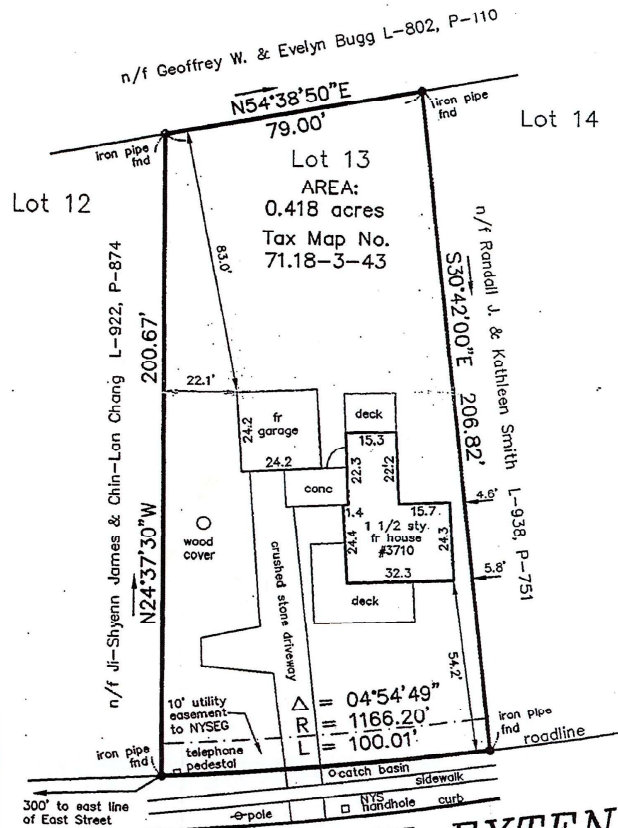 n/f Geoffrey W. & Evelyn Bugg L-802, P-110
N54°38'50"E
79.00'
iron pipe
fnd
iron pipe
fnd
Lot 14
Lot 12
Lot 13
AREA:
0.418 acres
Tax Map No.
71.18-3-43
83.0'
n/f Ji-Shyenn James & Chin-Lan Chang L-922, P-874
N24°37'30"W
200.67'
n/f Randall J. & Kathleen Smith L-938, P-751
S30°42'00"E
206.82'
22.1'
24.2
fr
garage
24.2
deck
15.3
22.3
22.2
conc
1.4
15.7
4.6'
1 1/2 sty.
fr house
#3710
24.4
24.3
32.3
5.8'
wood
cover
crushed stone driveway
deck
54.2'
10' utility
easement
to NYSEG
Δ = 04°54'49"
R = 1166.20'
L = 100.01'
iron pipe
fnd
roadline
iron pipe
fnd
telephone
pedestal
catch basin
sidewalk
300' to east line
of East Street
pole
NYS
handhole
curb
EXTEN